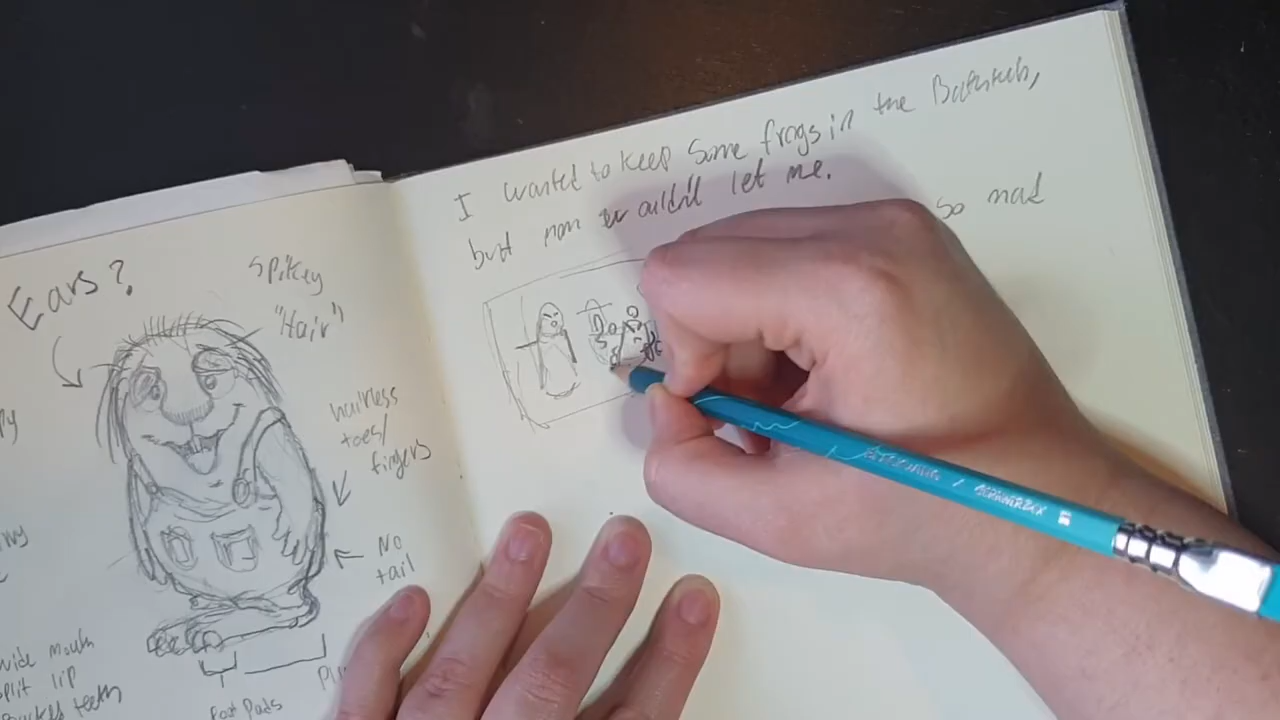 Ears?
Spikey
"Hair"
hairless
toes/
fingers
No
tail
wide mouth
split lip
bucked teeth
Foot Pads
I wanted to keep some frogs in the Bathtub,
but mom wouldn't let me.
so mad